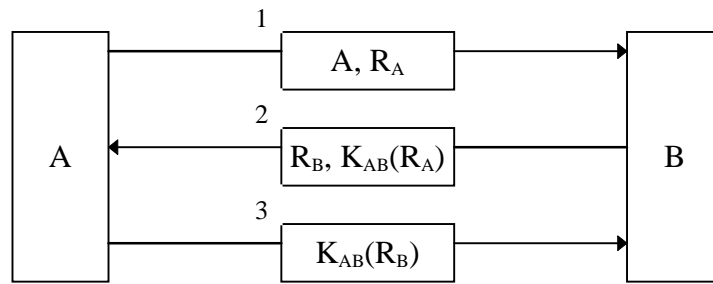 1
A, R_A
2
A
R_B, K_AB(R_A)
B
3
K_AB(R_B)